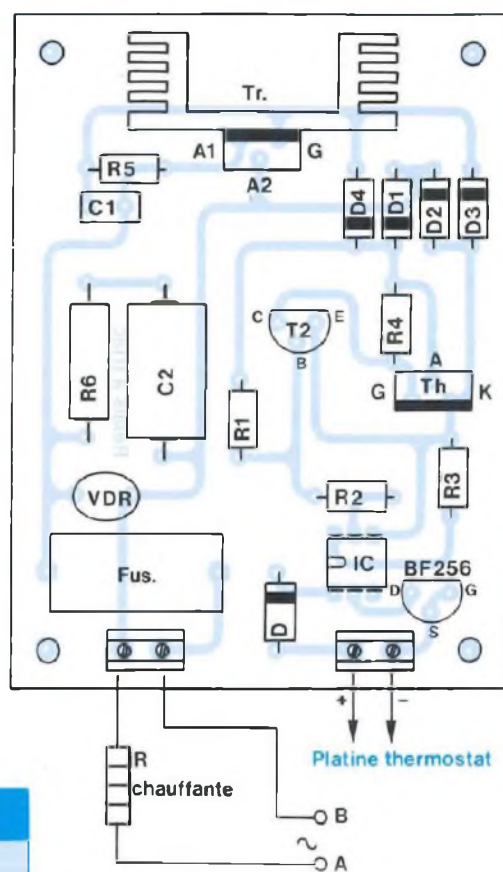 Tr.
A1
G
A2
R5
C1
D4
D1
D2
D3
R6
C2
C
T2
E
B
R4
A
G
Th
K
R1
R3
VDR
R2
IC
BF256
D
G
S
Fus.
D
+
-
Platine thermostat
R
chauffante
B
~
A